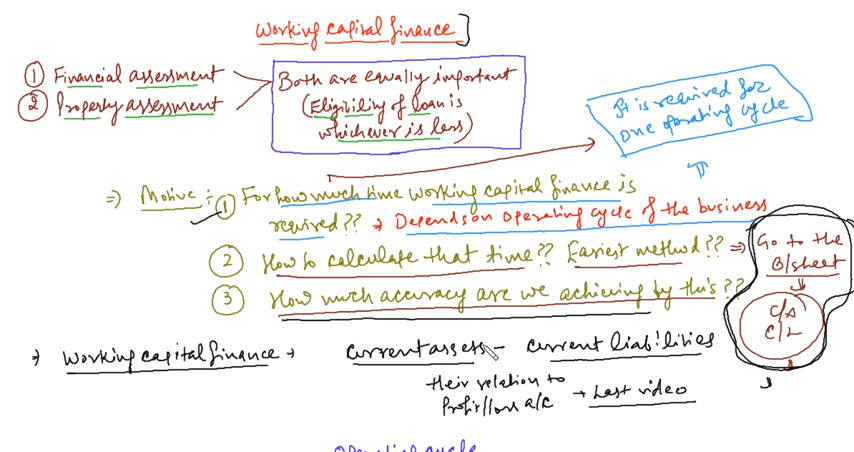 Working capital finance
① Financial assessment
② Property assessment
Both are equally important
(Eligibility of loan is
whichever is less)
It is required for
one operating cycle
⇒ Motive :- ① For how much time working capital finance is
required?? → Depends on operating cycle of the business
② How to calculate that time?? Easiest method?? ⇒
Go to the
B/sheet
③ How much accuracy are we achieving by this??
C/A
C/L
⇒ Working capital finance → current assets - current liabilities
their relation to
Profit/loss a/c → Last video
Operating cycle